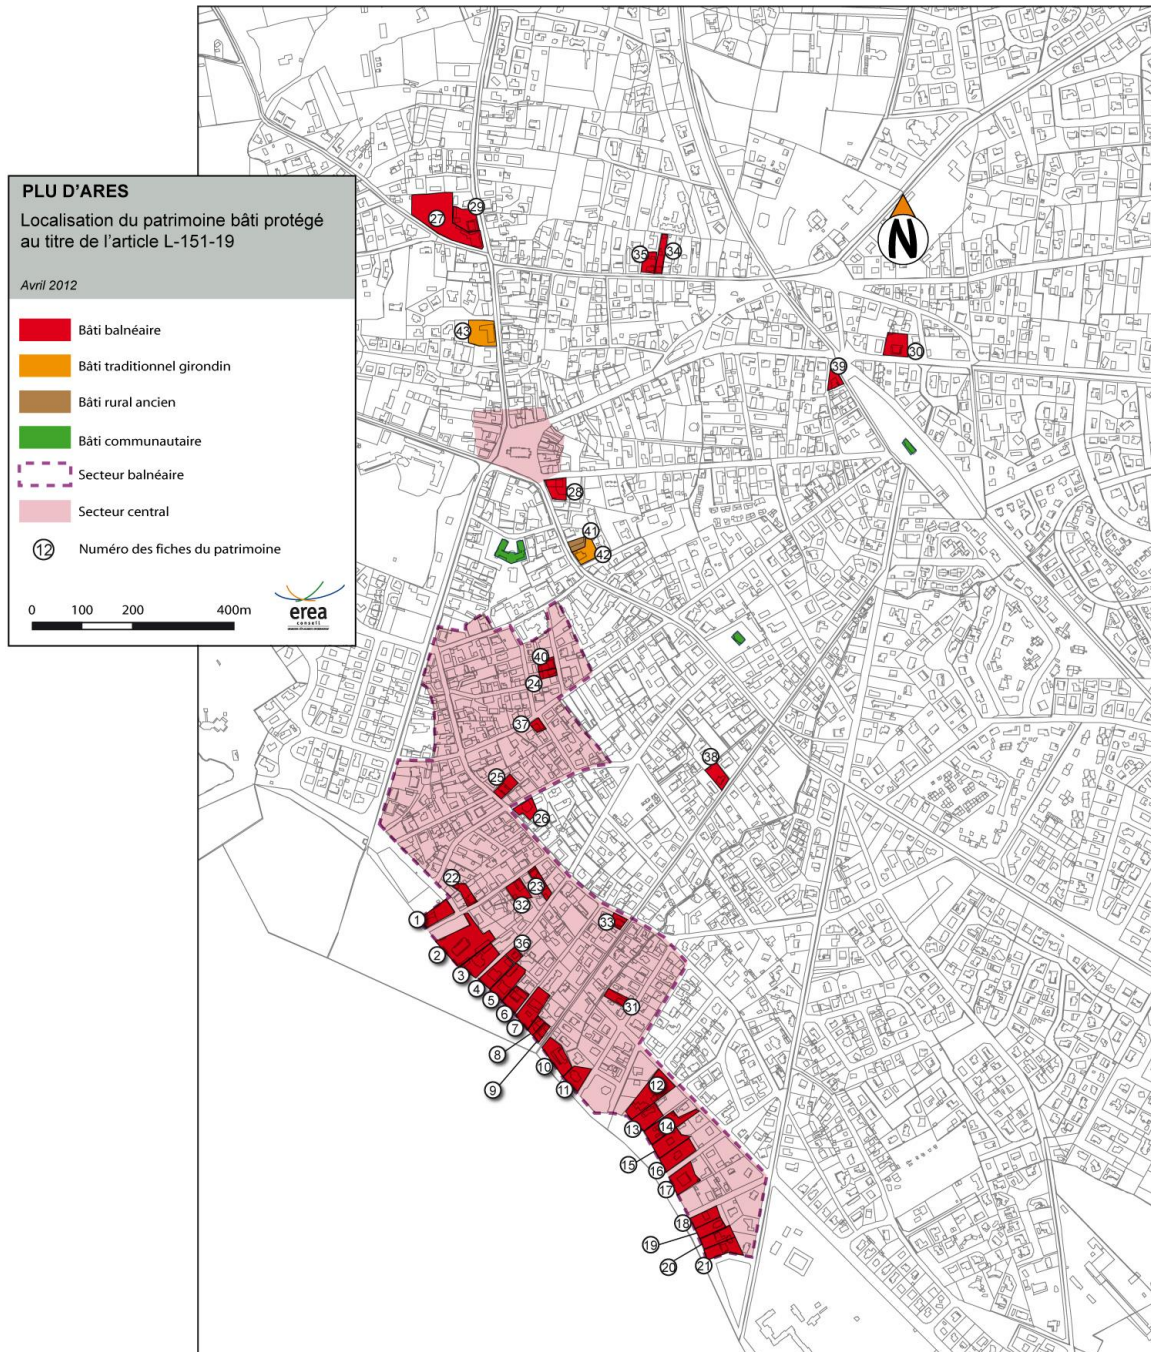 PLU D'ARES
Localisation du patrimoine bâti protégé
au titre de l'article L-151-19
Avril 2012
Bâti balnéaire
Bâti traditionnel girondin
Bâti rural ancien
Bâti communautaire
Secteur balnéaire
Secteur central
12 Numéro des fiches du patrimoine
0 100 200 400m
erea
conseil
N
27
29
35
34
43
30
39
28
41
42
40
24
37
38
25
26
22
23
32
1
33
2
36
3
4
5
31
6
7
8
10
9
11
12
13
14
15
16
17
18
19
20
21